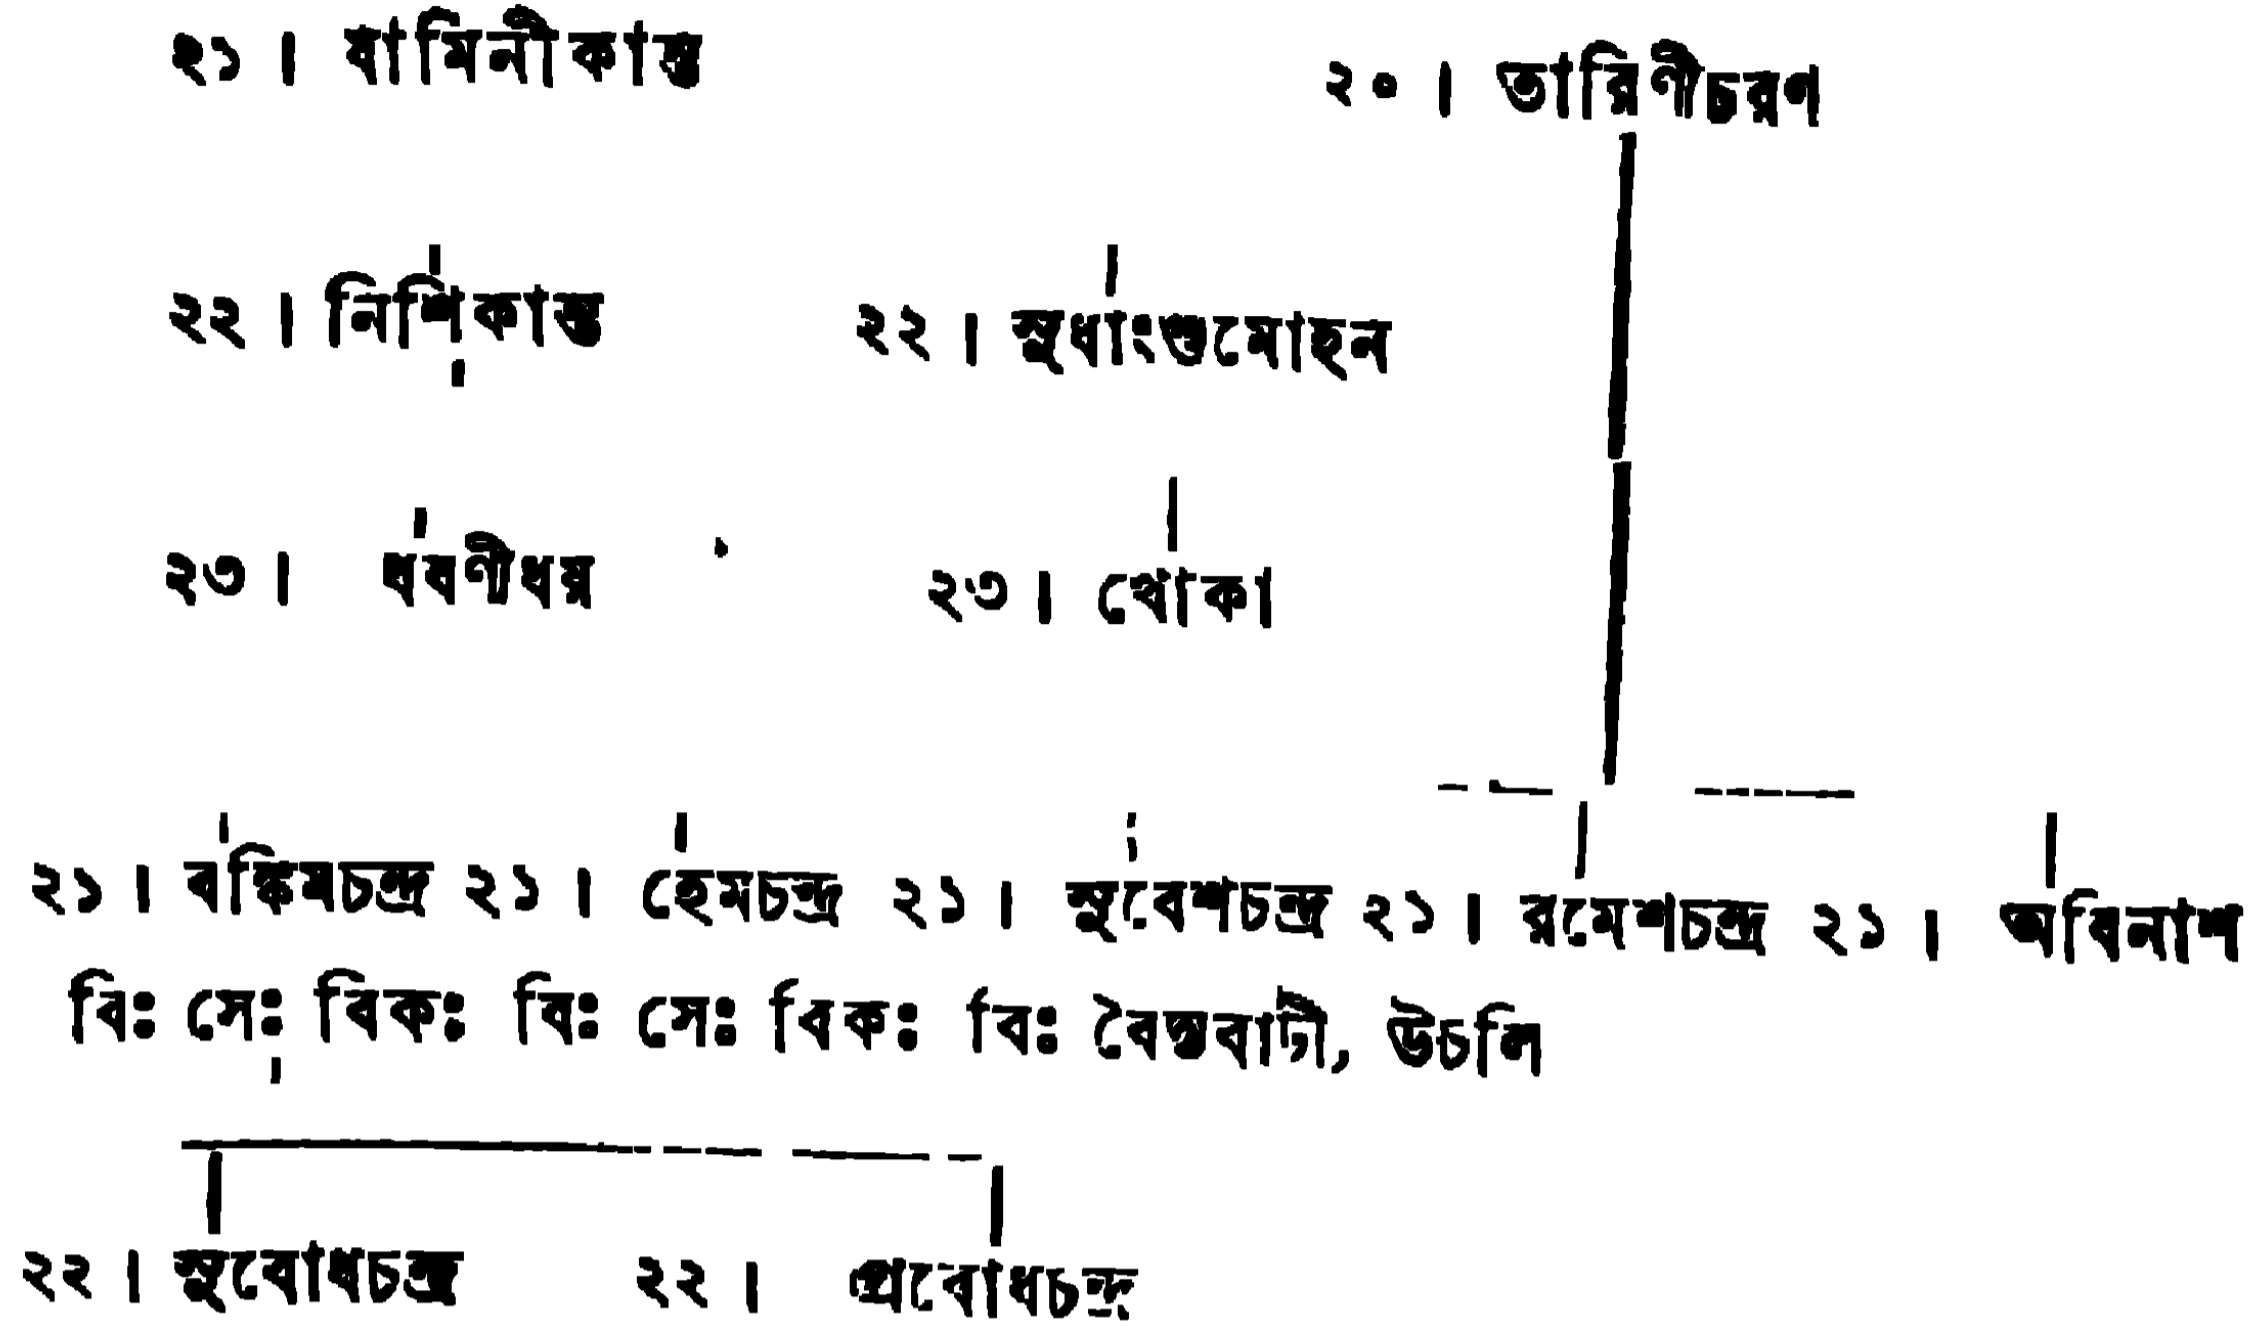 ২১। যামিনীকান্ত ২০। তারিণীচরণ
২২। নিশিকান্ত ২২। সুধাংশুমোহন
২৩। ধরণীধর ২৩। খোকা
২১। বঙ্কিমচন্দ্র ২১। হেমচন্দ্র ২১। সুরেশচন্দ্র ২১। রমেশচন্দ্র ২১। অবিনাশ
বিঃ সেঃ বিকঃ বিঃ সেঃ বিকঃ বিঃ বৈদ্যবাটী, উচলি
২২। সুবোধচন্দ্র ২২। প্রবোধচন্দ্র